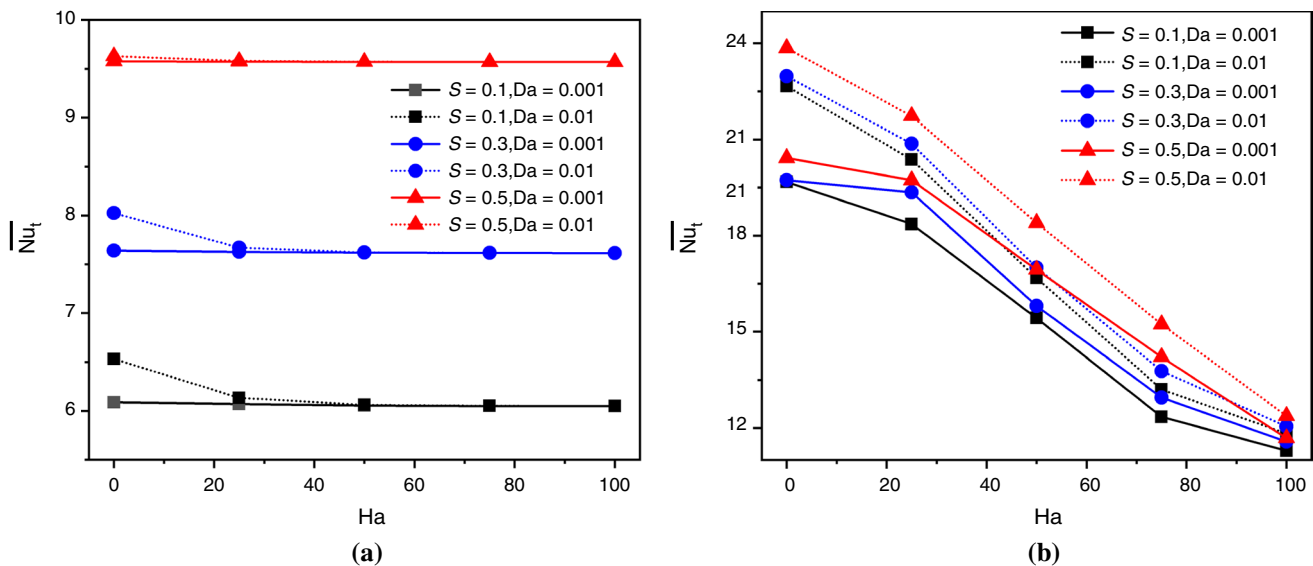 10
9
8
7
6
0
20
40
60
80
100
Nuₜ
Ha
S = 0.1,Da = 0.001
S = 0.1,Da = 0.01
S = 0.3,Da = 0.001
S = 0.3,Da = 0.01
S = 0.5,Da = 0.001
S = 0.5,Da = 0.01
(a)
24
21
21
18
15
12
0
20
40
60
80
100
Nuₜ
Ha
S = 0.1,Da = 0.001
S = 0.1,Da = 0.01
S = 0.3,Da = 0.001
S = 0.3,Da = 0.01
S = 0.5,Da = 0.001
S = 0.5,Da = 0.01
(b)